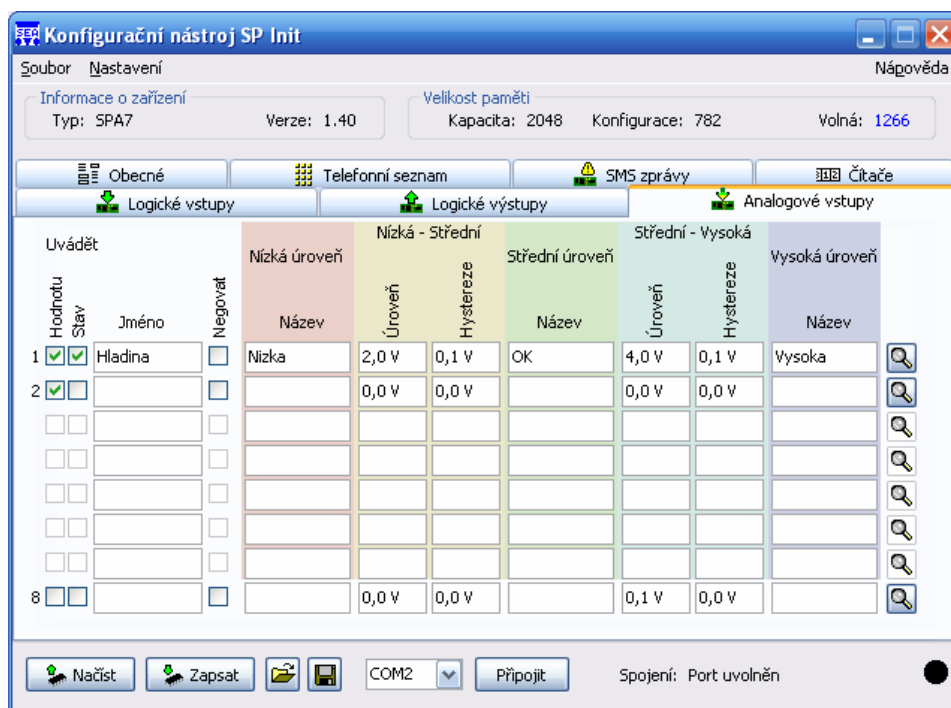 SEA Konfigurační nástroj SP Init
Soubor Nastavení Nápověda
Informace o zařízení Velikost paměti
Typ: SPA7 Verze: 1.40 Kapacita: 2048 Konfigurace: 782 Volná: 1266
Obecné Telefonní seznam SMS zprávy Čítače
Logické vstupy Logické výstupy Analogové vstupy
Uvádět Nízká úroveň Nízká - Střední Střední úroveň Střední - Vysoká Vysoká úroveň
Hodnotu Stav Jméno Negovat Název Úroveň Hystereze Název Úroveň Hystereze Název
1 Hladina Nizka 2,0 V 0,1 V OK 4,0 V 0,1 V Vysoka
2 0,0 V 0,0 V 0,0 V 0,0 V
8 0,0 V 0,0 V 0,1 V 0,0 V
Načíst Zapsat COM2 Připojit Spojení: Port uvolněn